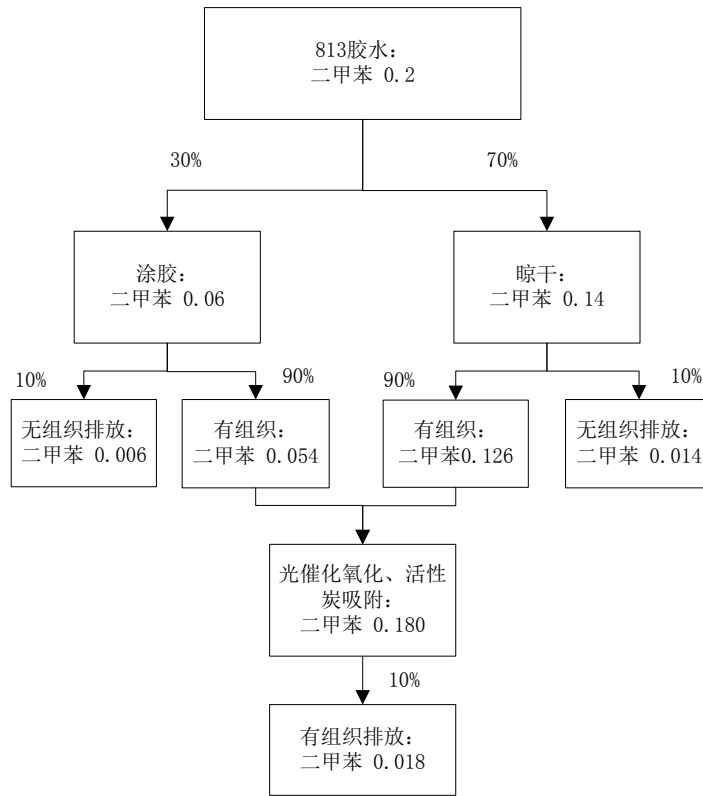 813胶水：
二甲苯 0.2
30%
70%
涂胶：
二甲苯 0.06
晾干：
二甲苯 0.14
10%
90%
90%
10%
无组织排放：
二甲苯 0.006
有组织：
二甲苯 0.054
有组织：
二甲苯0.126
无组织排放：
二甲苯 0.014
光催化氧化、活性
炭吸附：
二甲苯 0.180
10%
有组织排放：
二甲苯 0.018